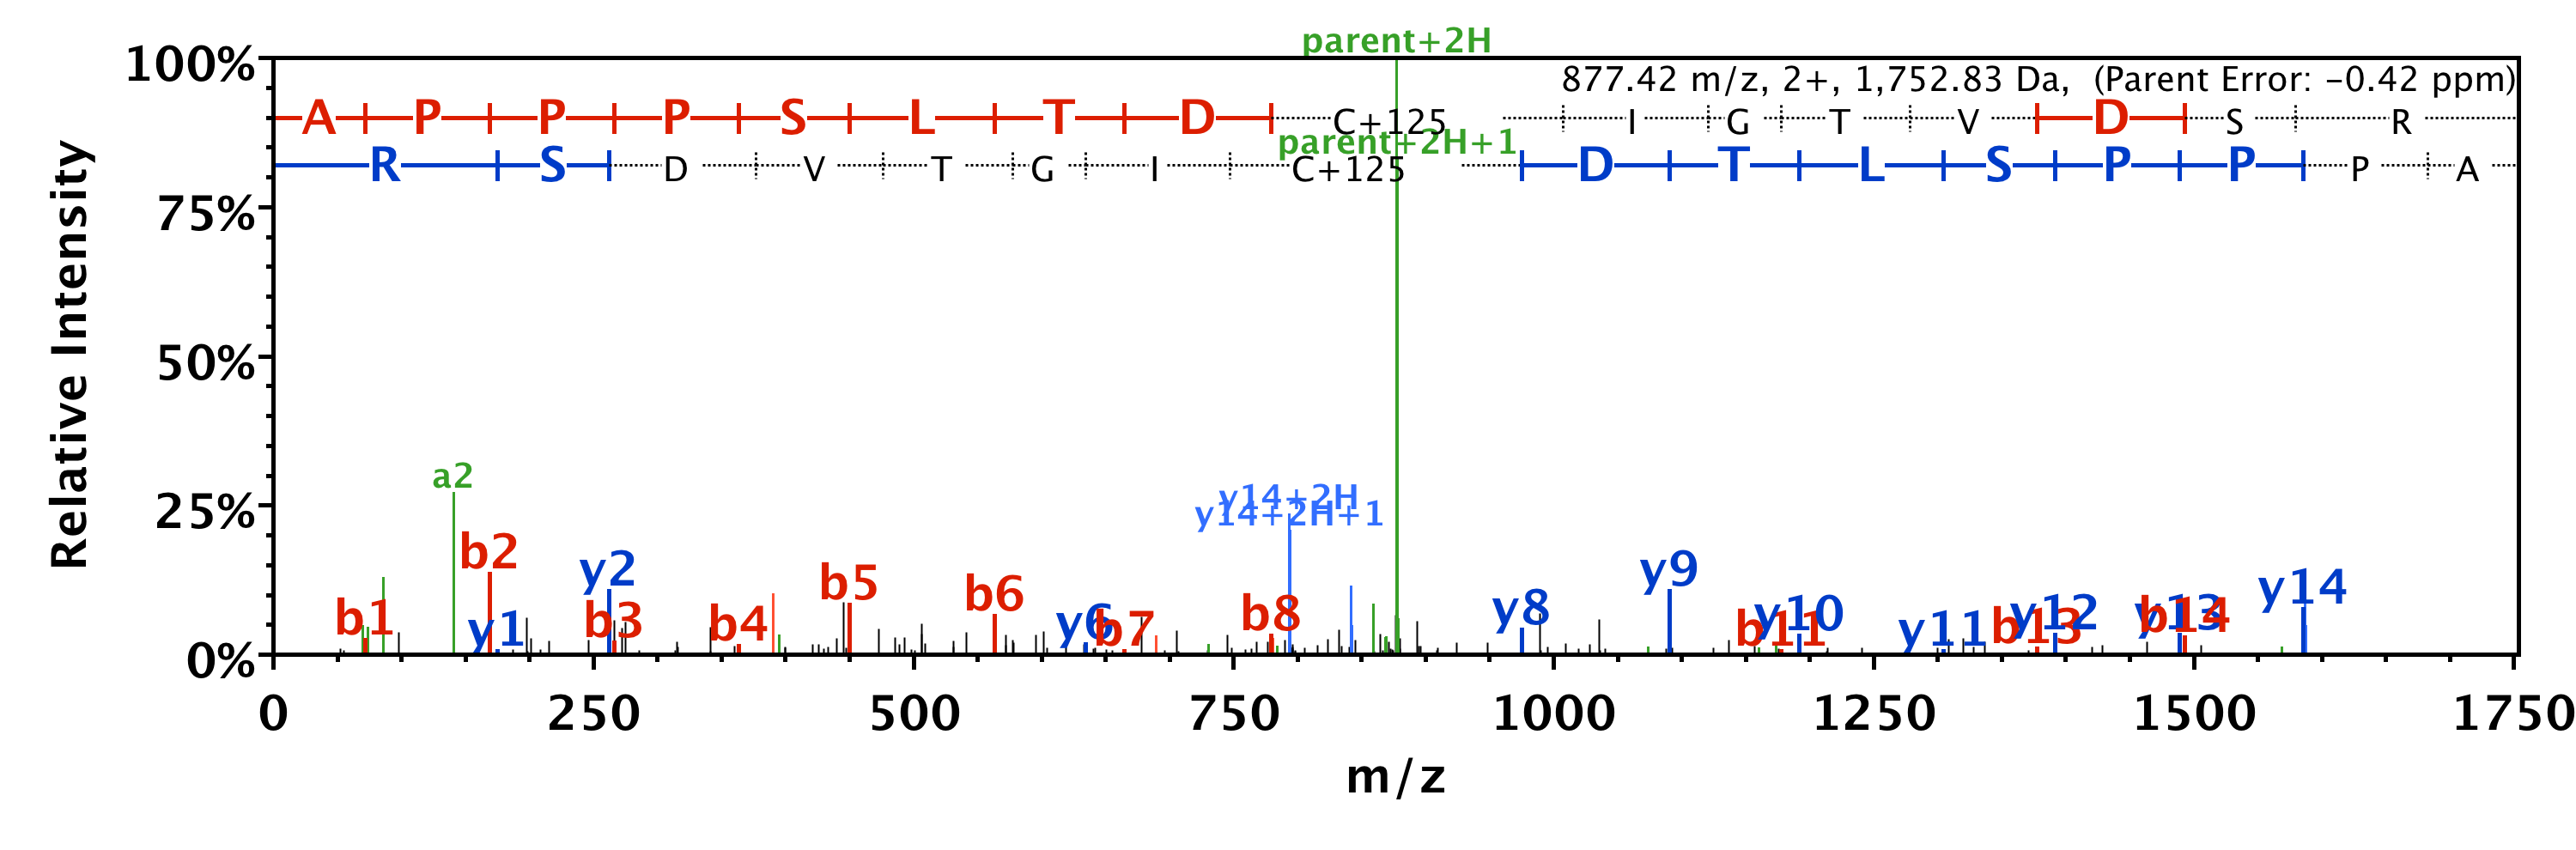 parent+2H
100%
877.42 m/z, 2+, 1,752.83 Da, (Parent Error: −0.42 ppm)
A P P P S L T D C+125 I G T V D S R
parent+2H+1
R S D V T G I C+125 D T L S P P P A
75%
Relative Intensity
50%
a2
25%
y14+2H
y14+2H+1
b2
y2
b5
y9
b6
y14
b1
y1
b3
b4
y6
b7
b8
y8
b11
y10
y11
b13
y12
y13
b14
0%
0 250 500 750 1000 1250 1500 1750
m/z